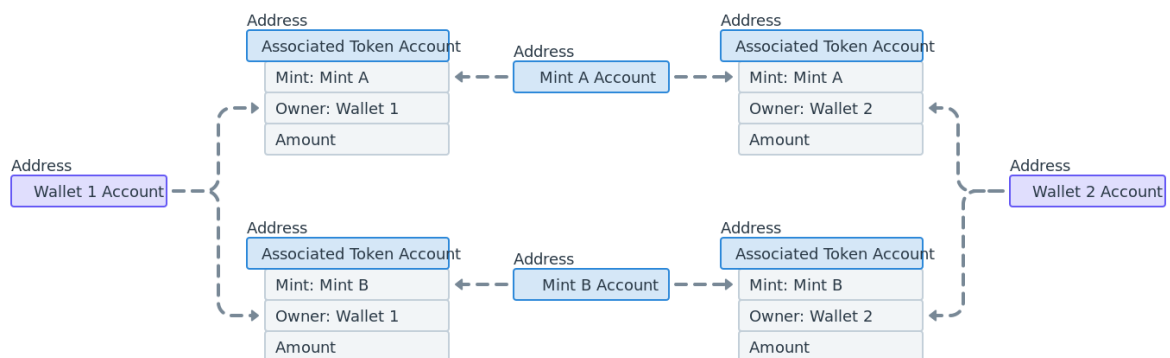 Address
Associated Token Account
Mint: Mint A
Owner: Wallet 1
Amount
Address
Mint A Account
Address
Associated Token Account
Mint: Mint A
Owner: Wallet 2
Amount
Address
Wallet 1 Account
Address
Wallet 2 Account
Address
Associated Token Account
Mint: Mint B
Owner: Wallet 1
Amount
Address
Mint B Account
Address
Associated Token Account
Mint: Mint B
Owner: Wallet 2
Amount